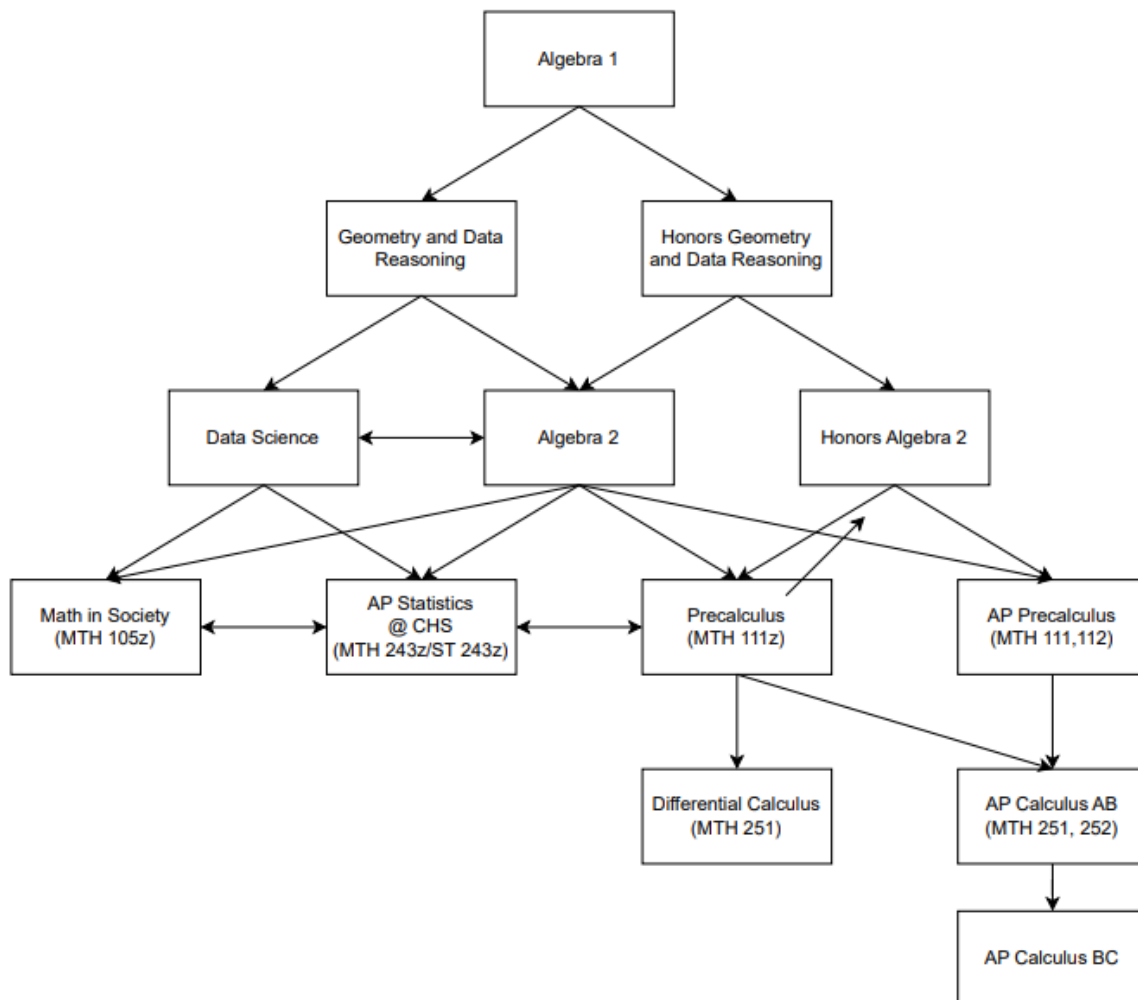 Algebra 1
Geometry and Data
Reasoning
Honors Geometry
and Data Reasoning
Data Science
Algebra 2
Honors Algebra 2
Math in Society
(MTH 105z)
AP Statistics
@ CHS
(MTH 243z/ST 243z)
Precalculus
(MTH 111z)
AP Precalculus
(MTH 111,112)
Differential Calculus
(MTH 251)
AP Calculus AB
(MTH 251, 252)
AP Calculus BC